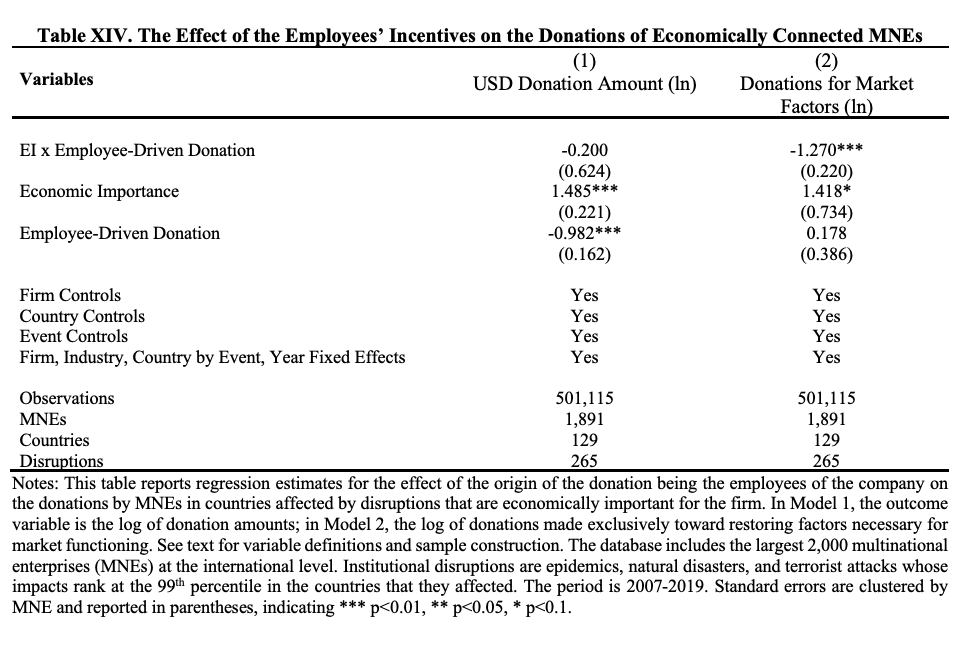 Table XIV. The Effect of the Employees' Incentives on the Donations of Economically Connected MNEs
Variables (1) (2)
USD Donation Amount (ln) Donations for Market
Factors (ln)
EI x Employee-Driven Donation -0.200 -1.270***
(0.624) (0.220)
Economic Importance 1.485*** 1.418*
(0.221) (0.734)
Employee-Driven Donation -0.982*** 0.178
(0.162) (0.386)
Firm Controls Yes Yes
Country Controls Yes Yes
Event Controls Yes Yes
Firm, Industry, Country by Event, Year Fixed Effects Yes Yes
Observations 501,115 501,115
MNEs 1,891 1,891
Countries 129 129
Disruptions 265 265
Notes: This table reports regression estimates for the effect of the origin of the donation being the employees of the company on
the donations by MNEs in countries affected by disruptions that are economically important for the firm. In Model 1, the outcome
variable is the log of donation amounts; in Model 2, the log of donations made exclusively toward restoring factors necessary for
market functioning. See text for variable definitions and sample construction. The database includes the largest 2,000 multinational
enterprises (MNEs) at the international level. Institutional disruptions are epidemics, natural disasters, and terrorist attacks whose
impacts rank at the 99th percentile in the countries that they affected. The period is 2007-2019. Standard errors are clustered by
MNE and reported in parentheses, indicating *** p<0.01, ** p<0.05, * p<0.1.